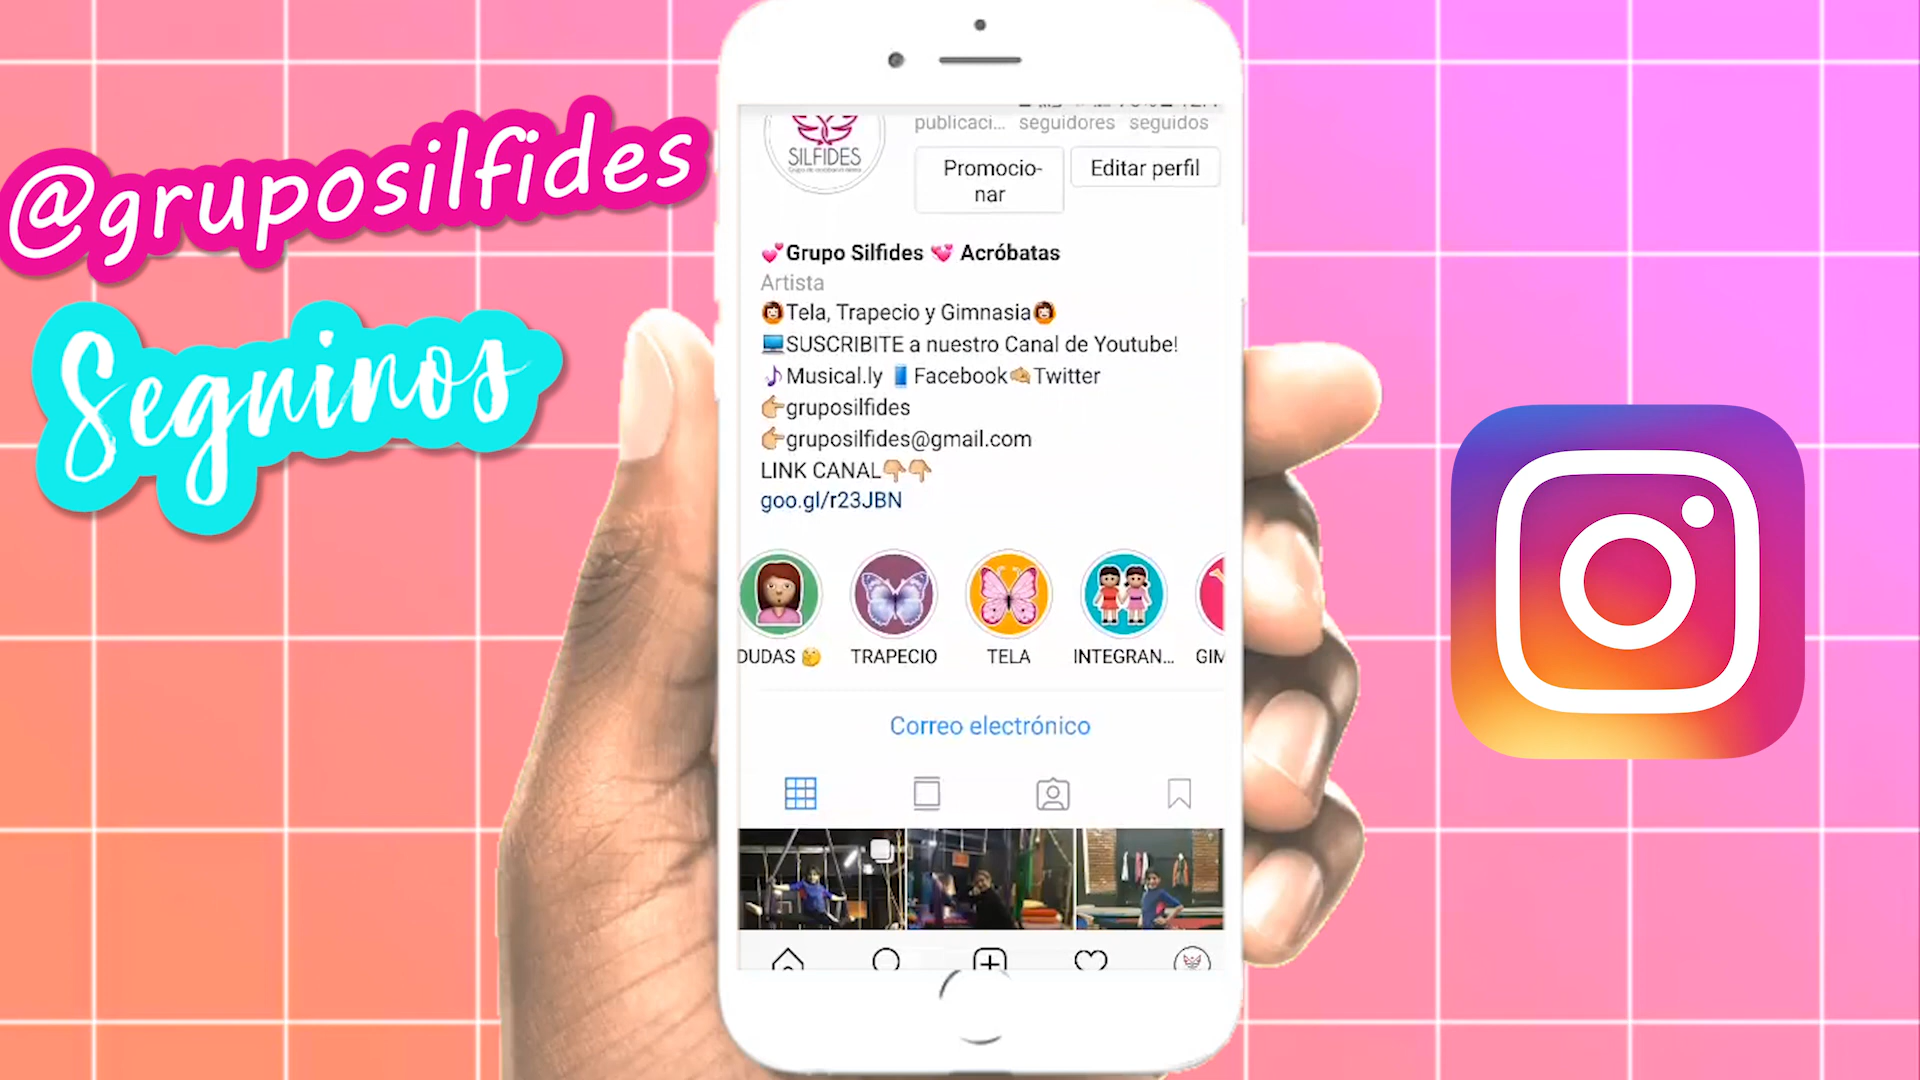 @gruposilfides
Seguinos
SILFIDES
publicaci... seguidores seguidos
Promocio-
nar
Editar perfil
💕Grupo Silfides 💞 Acróbatas
Artista
🙆Tela, Trapecio y Gimnasia🙆
💻SUSCRIBITE a nuestro Canal de Youtube!
🎵Musical.ly 📱Facebook🤙Twitter
👉gruposilfides
👉gruposilfides@gmail.com
LINK CANAL👇👇
goo.gl/r23JBN
DUDAS 🤔 TRAPECIO TELA INTEGRAN... GIM
Correo electrónico